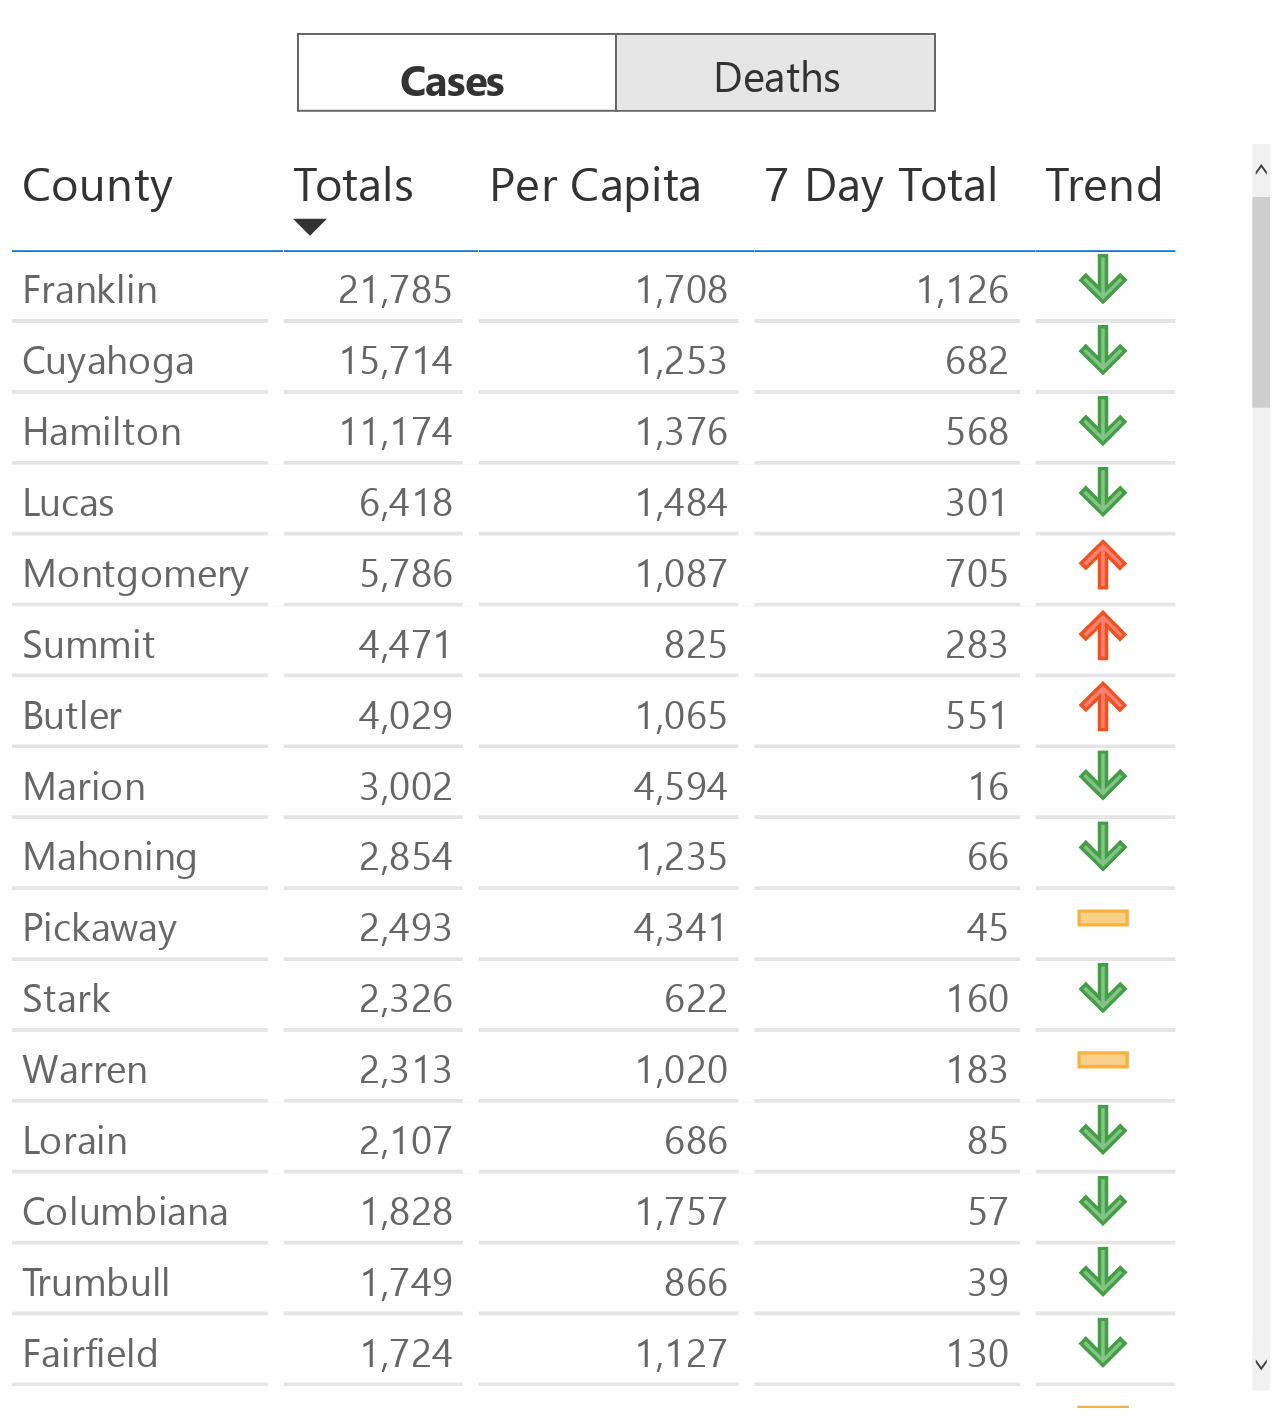 Cases Deaths
County Totals Per Capita 7 Day Total Trend
Franklin 21,785 1,708 1,126
Cuyahoga 15,714 1,253 682
Hamilton 11,174 1,376 568
Lucas 6,418 1,484 301
Montgomery 5,786 1,087 705
Summit 4,471 825 283
Butler 4,029 1,065 551
Marion 3,002 4,594 16
Mahoning 2,854 1,235 66
Pickaway 2,493 4,341 45
Stark 2,326 622 160
Warren 2,313 1,020 183
Lorain 2,107 686 85
Columbiana 1,828 1,757 57
Trumbull 1,749 866 39
Fairfield 1,724 1,127 130